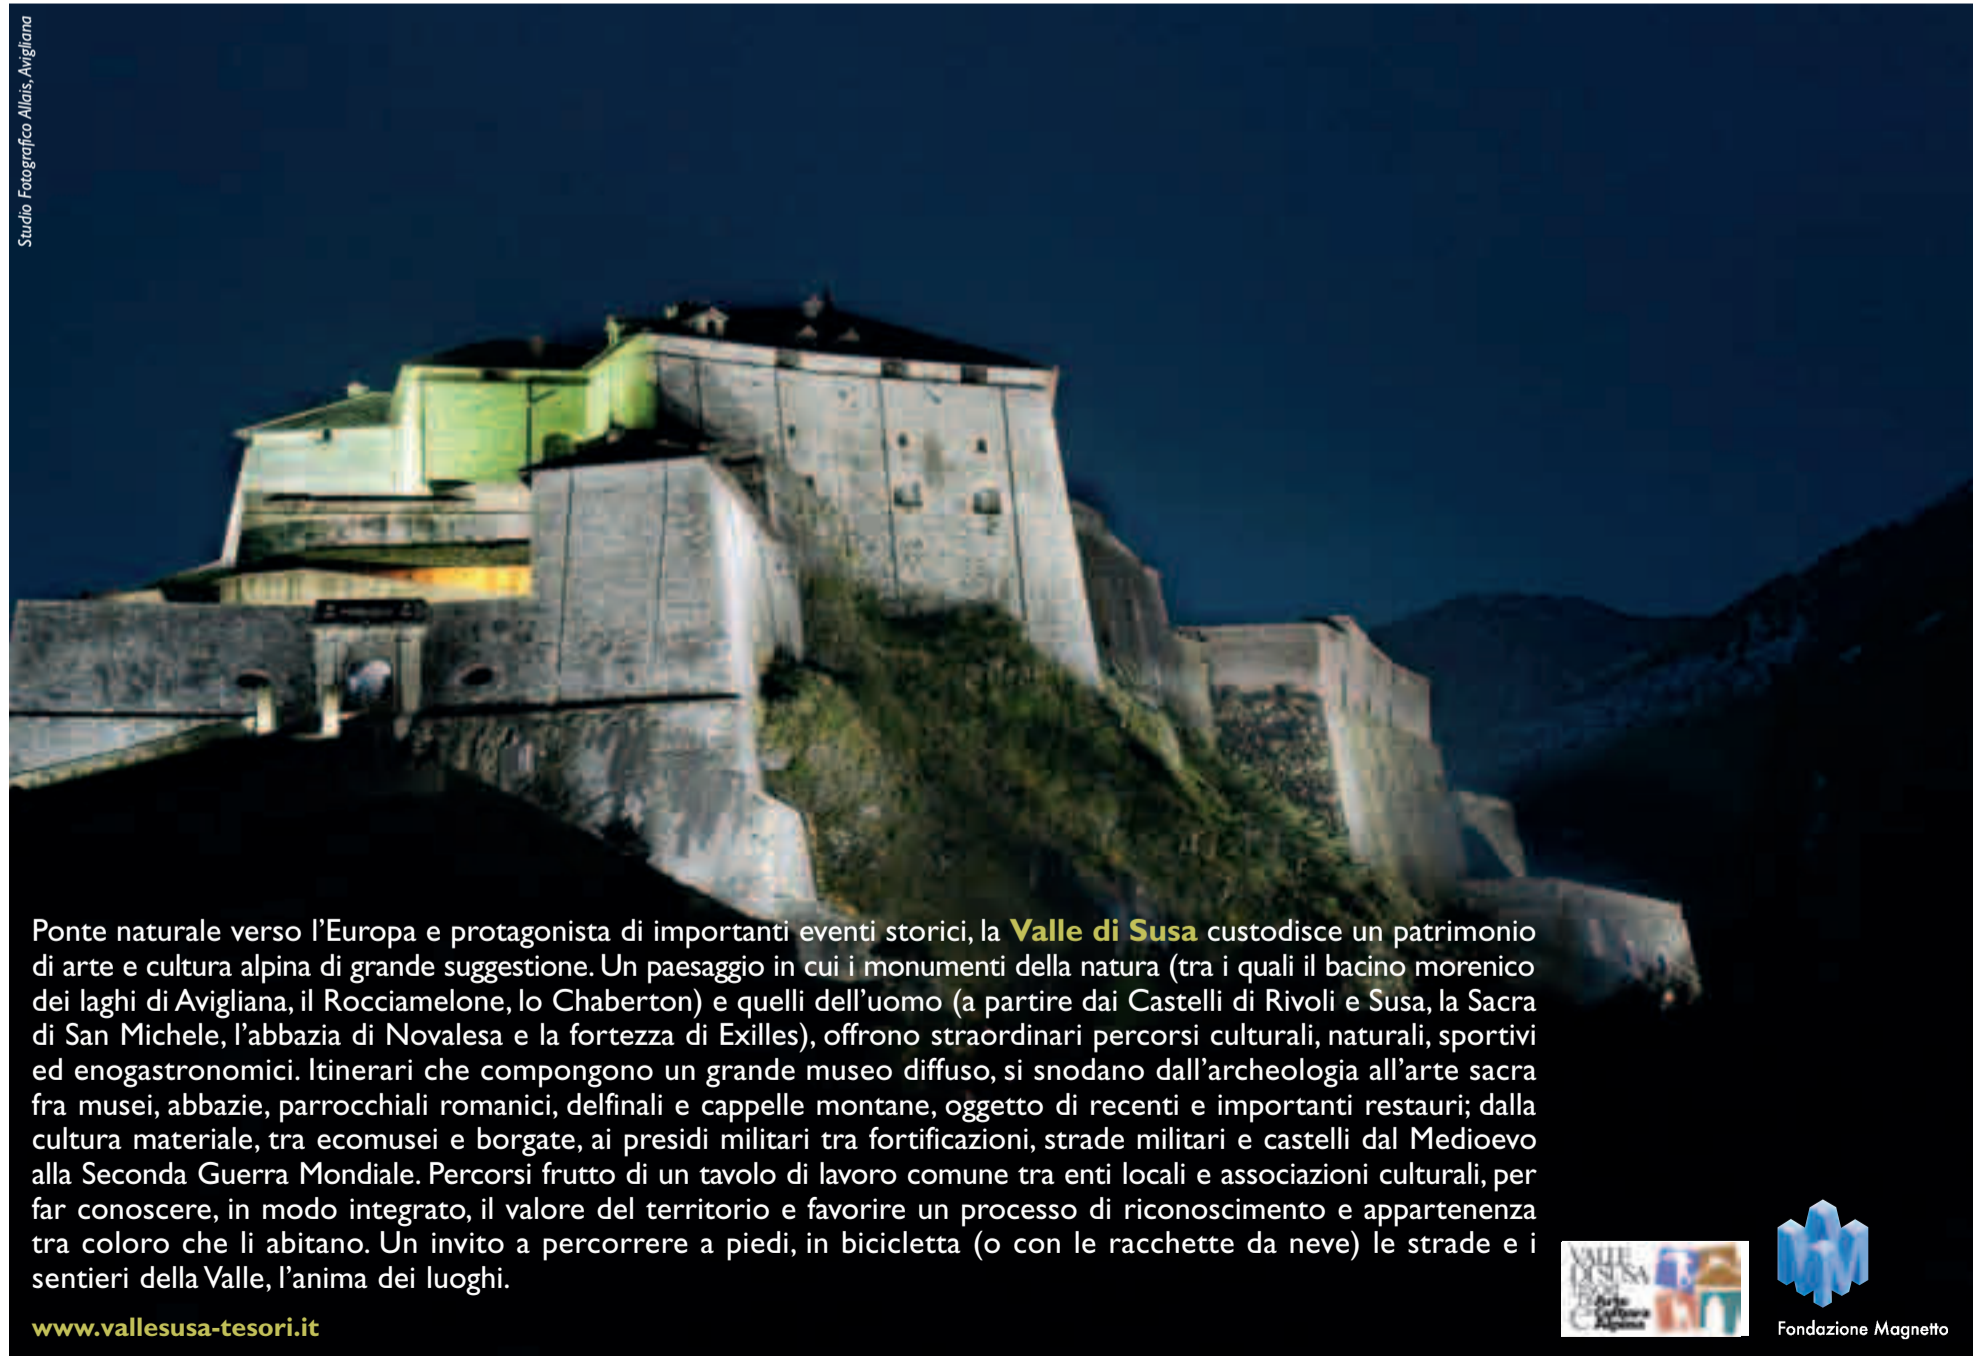 Studio Fotografico Allais, Avigliana
Ponte naturale verso l'Europa e protagonista di importanti eventi storici, la Valle di Susa custodisce un patrimonio
di arte e cultura alpina di grande suggestione. Un paesaggio in cui i monumenti della natura (tra i quali il bacino morenico
dei laghi di Avigliana, il Rocciamelone, lo Chaberton) e quelli dell'uomo (a partire dai Castelli di Rivoli e Susa, la Sacra
di San Michele, l'abbazia di Novalesa e la fortezza di Exilles), offrono straordinari percorsi culturali, naturali, sportivi
ed enogastronomici. Itinerari che compongono un grande museo diffuso, si snodano dall'archeologia all'arte sacra
fra musei, abbazie, parrocchiali romanici, delfinali e cappelle montane, oggetto di recenti e importanti restauri; dalla
cultura materiale, tra ecomusei e borgate, ai presidi militari tra fortificazioni, strade militari e castelli dal Medioevo
alla Seconda Guerra Mondiale. Percorsi frutto di un tavolo di lavoro comune tra enti locali e associazioni culturali, per
far conoscere, in modo integrato, il valore del territorio e favorire un processo di riconoscimento e appartenenza
tra coloro che li abitano. Un invito a percorrere a piedi, in bicicletta (o con le racchette da neve) le strade e i
sentieri della Valle, l'anima dei luoghi.
www.vallesusa-tesori.it
VALLE
DI SUSA
Arte
Cultura
Alpina
Fondazione Magnetto